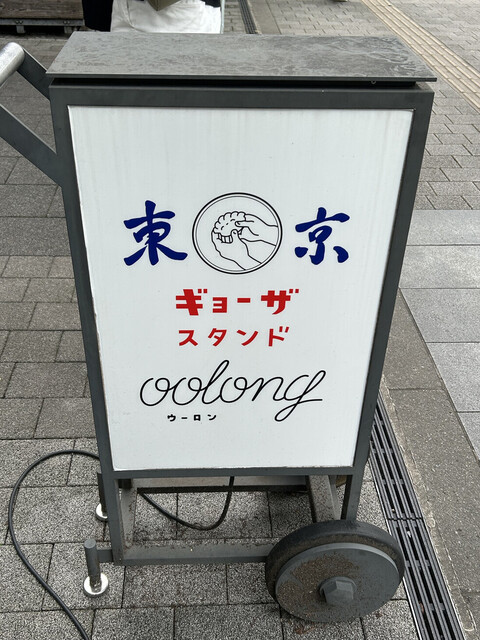 東京
ギョーザ
スタンド
oolong
ウーロン